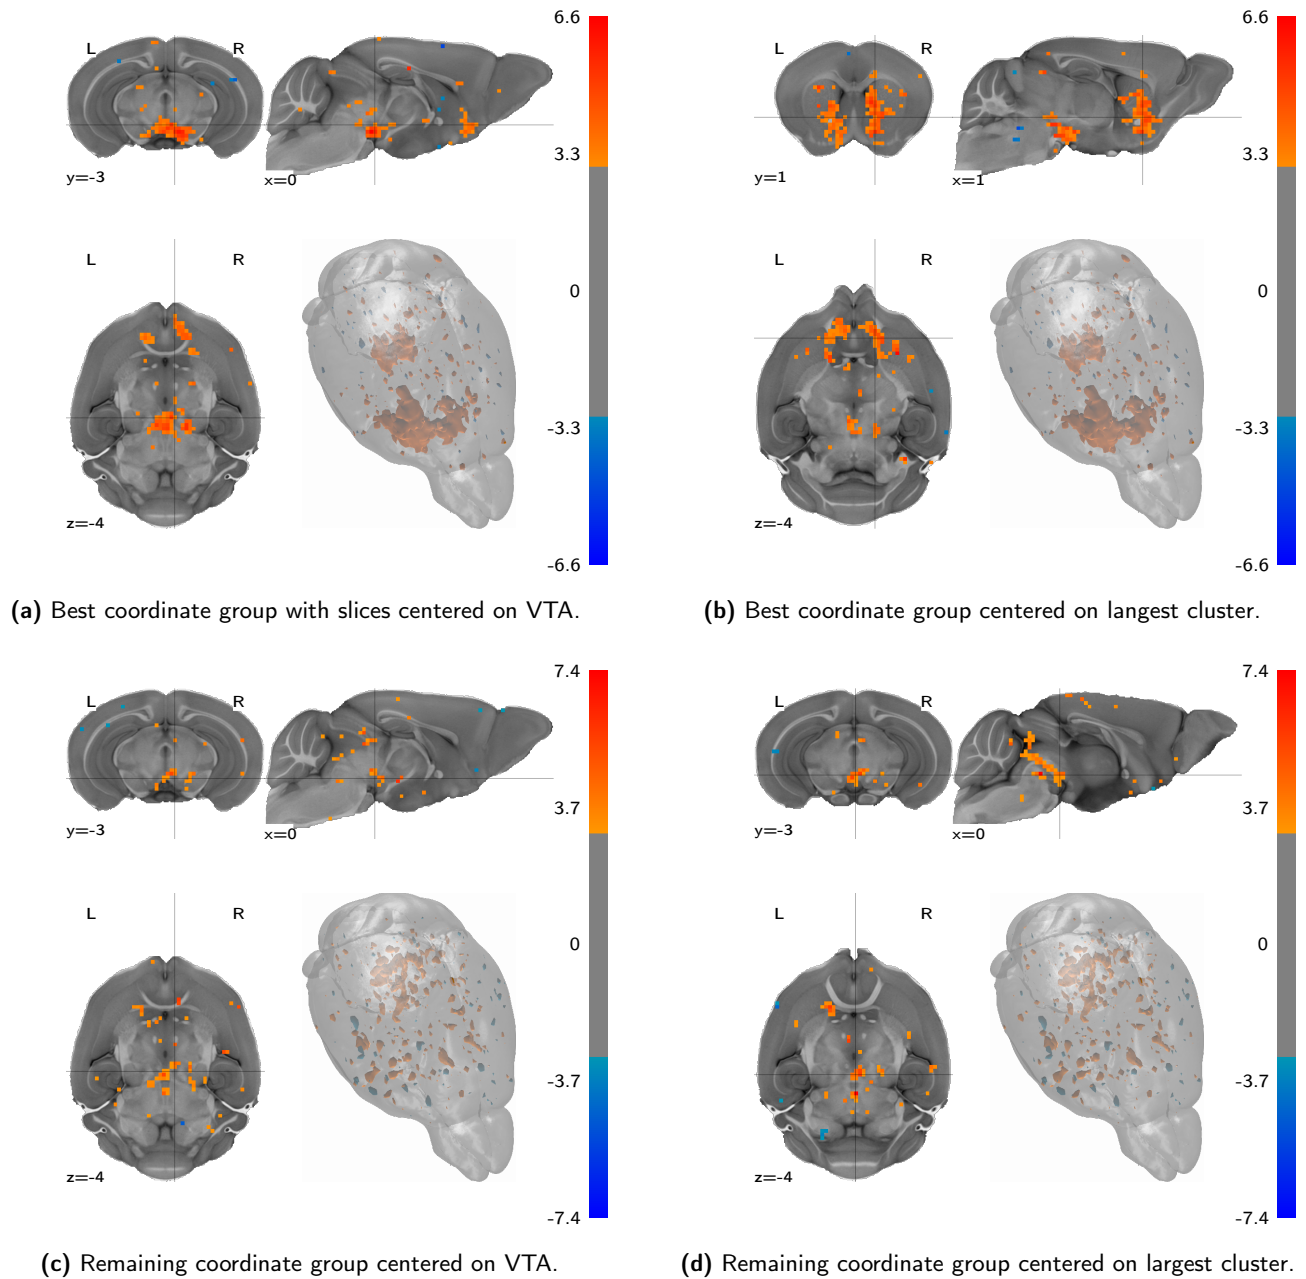 L R
y=-3 x=0
L R
z=-4
6.6
3.3
0
-3.3
-6.6
(a) Best coordinate group with slices centered on VTA.
L R
y=1 x=1
L R
z=-4
6.6
3.3
0
-3.3
-6.6
(b) Best coordinate group centered on langest cluster.
L R
y=-3 x=0
L R
z=-4
7.4
3.7
0
-3.7
-7.4
(c) Remaining coordinate group centered on VTA.
L R
y=-3 x=0
L R
z=-4
7.4
3.7
0
-3.7
-7.4
(d) Remaining coordinate group centered on largest cluster.